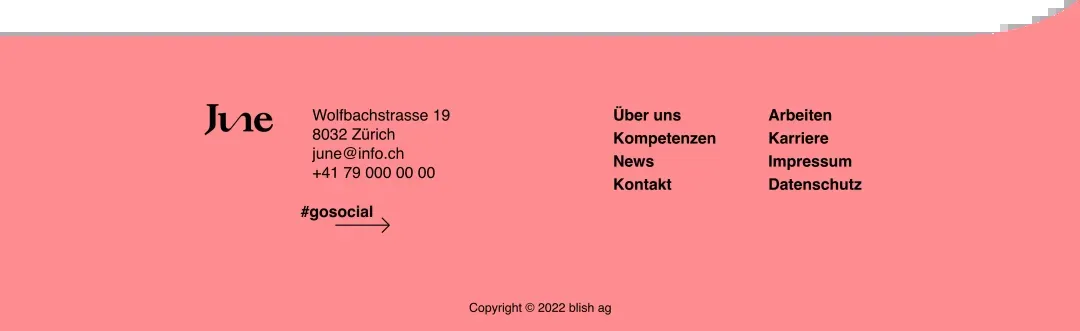 June
Wolfbachstrasse 19
8032 Zürich
june@info.ch
+41 79 000 00 00
#gosocial
Über uns
Kompetenzen
News
Kontakt
Arbeiten
Karriere
Impressum
Datenschutz
Copyright © 2022 blish ag